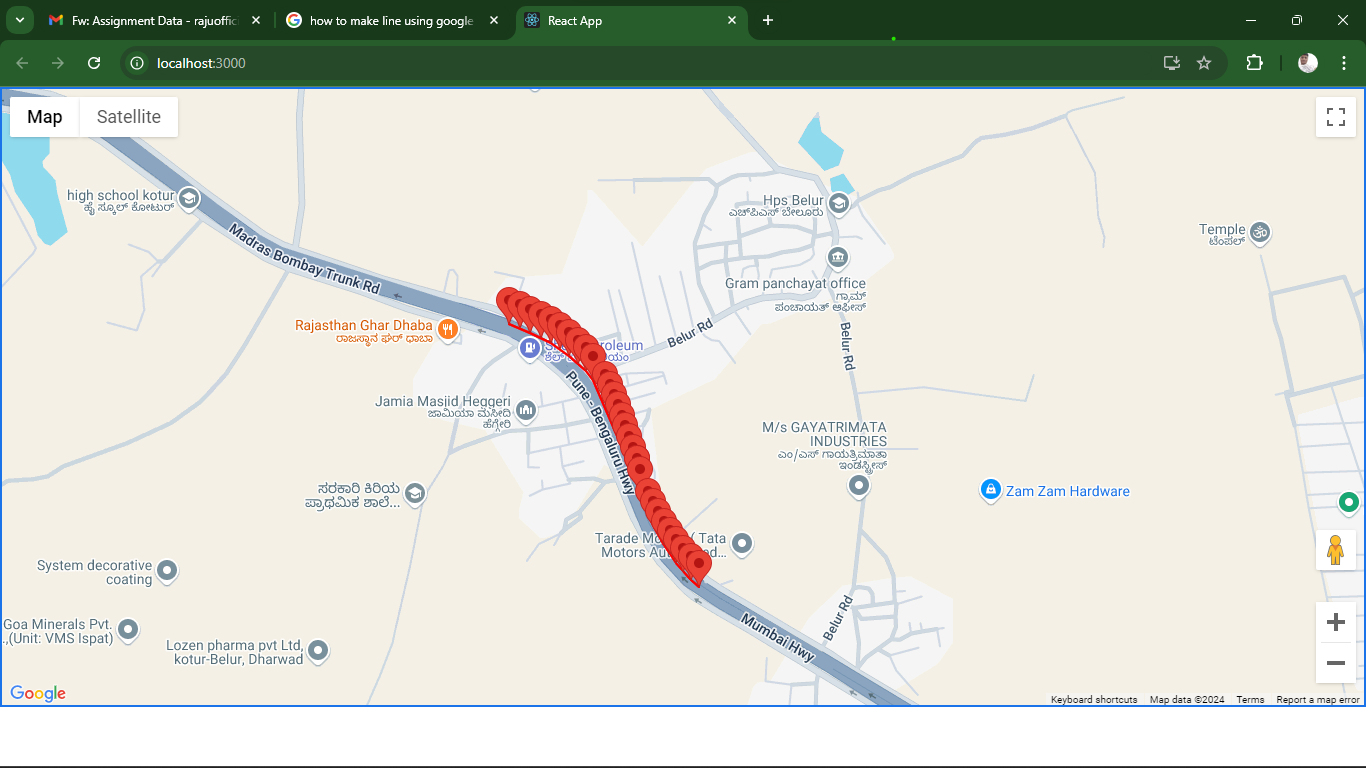 Fw: Assignment Data - rajuoffic
how to make line using google
React App
localhost:3000
Map
Satellite
high school kotur
ಹೈ ಸ್ಕೂಲ್ ಕೋಟುರ್
Madras Bombay Trunk Rd
Hps Belur
ಎಚ್‌ಪಿಎಸ್ ಬೇಲೂರು
Temple
ಟೆಂಪಲ್
Gram panchayat office
ಗ್ರಾಮ್
ಪಂಚಾಯತ್ ಆಫೀಸ್
Rajasthan Ghar Dhaba
ರಾಜಸ್ಥಾನ ಘರ್ ಧಾಬಾ
Belur Rd
Belur Rd
Jamia Masjid Heggeri
ಜಾಮಿಯಾ ಮಸೀದಿ
ಹೆಗ್ಗೇರಿ
Pune - Bengaluru Hwy
M/s GAYATRIMATA
INDUSTRIES
ಎಂ/ಎಸ್ ಗಾಯತ್ರಿಮಾತಾ
ಇಂಡಸ್ಟ್ರೀಸ್
ಸರಕಾರಿ ಕಿರಿಯ
ಪ್ರಾಥಮಿಕ ಶಾಲೆ...
Zam Zam Hardware
Tarade Mo ( Tata
Motors Au ad...
System decorative
coating
Goa Minerals Pvt.
.,(Unit: VMS Ispat)
Lozen pharma pvt Ltd,
kotur-Belur, Dharwad
Mumbai Hwy
Belur Rd
Google
Keyboard shortcuts
Map data ©2024
Terms
Report a map error